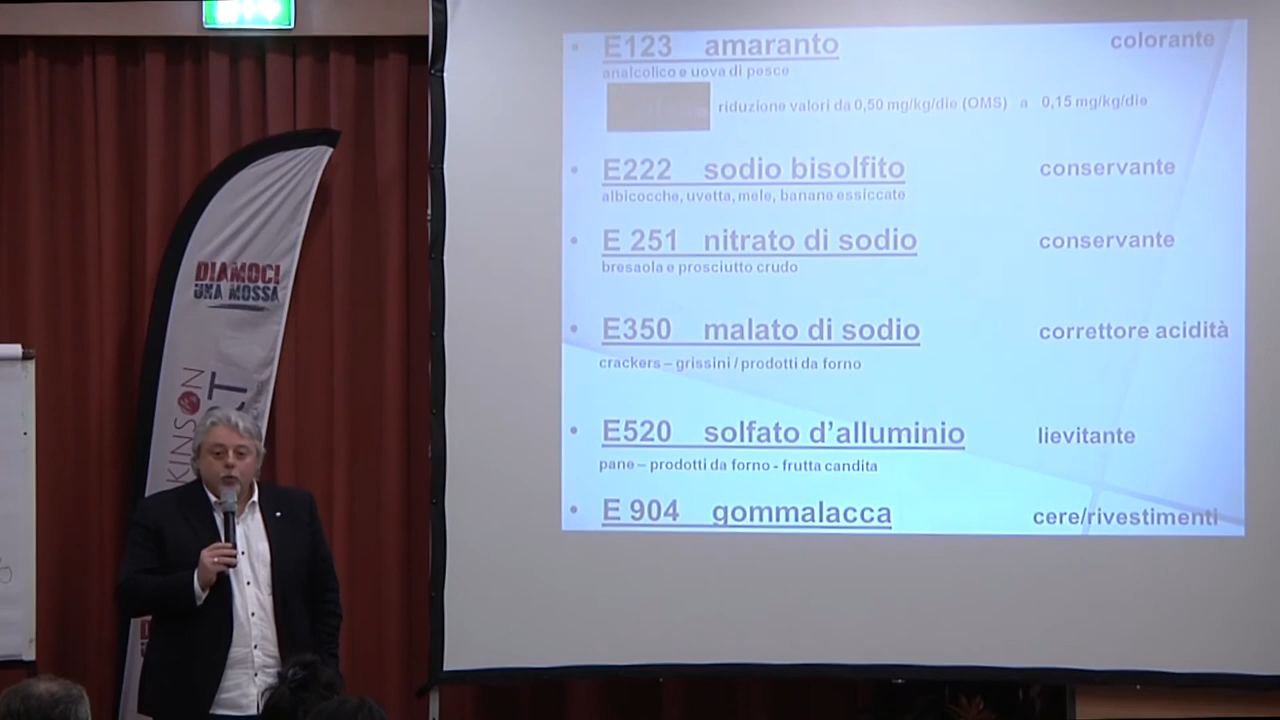 E123 amaranto colorante
analcolico e uova di pesce
riduzione valori da 0,50 mg/kg/die (OMS) a 0,15 mg/kg/die
E222 sodio bisolfito conservante
albicocche, uvetta, mele, banane essiccate
E 251 nitrato di sodio conservante
bresaola e prosciutto crudo
E350 malato di sodio correttore acidità
crackers – grissini / prodotti da forno
E520 solfato d'alluminio lievitante
pane – prodotti da forno - frutta candita
E 904 gommalacca cere/rivestimenti
DIAMOCI
UNA MOSSA
KINSON